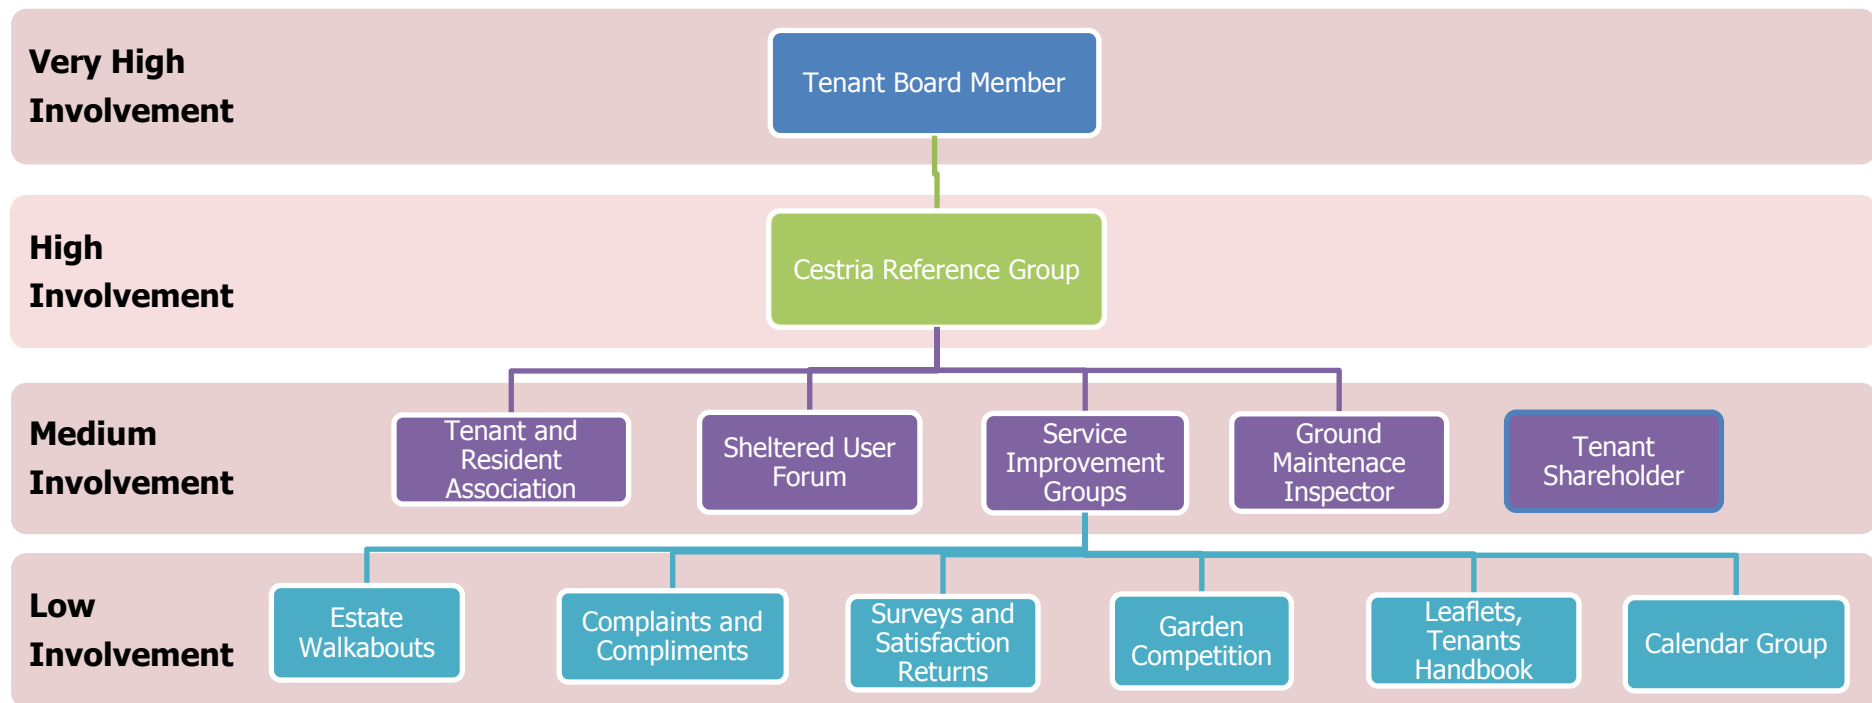 Very High
Involvement
Tenant Board Member
High
Involvement
Cestria Reference Group
Medium
Involvement
Tenant and
Resident
Association
Sheltered User
Forum
Service
Improvement
Groups
Ground
Maintenace
Inspector
Tenant
Shareholder
Low
Involvement
Estate
Walkabouts
Complaints and
Compliments
Surveys and
Satisfaction
Returns
Garden
Competition
Leaflets,
Tenants
Handbook
Calendar Group